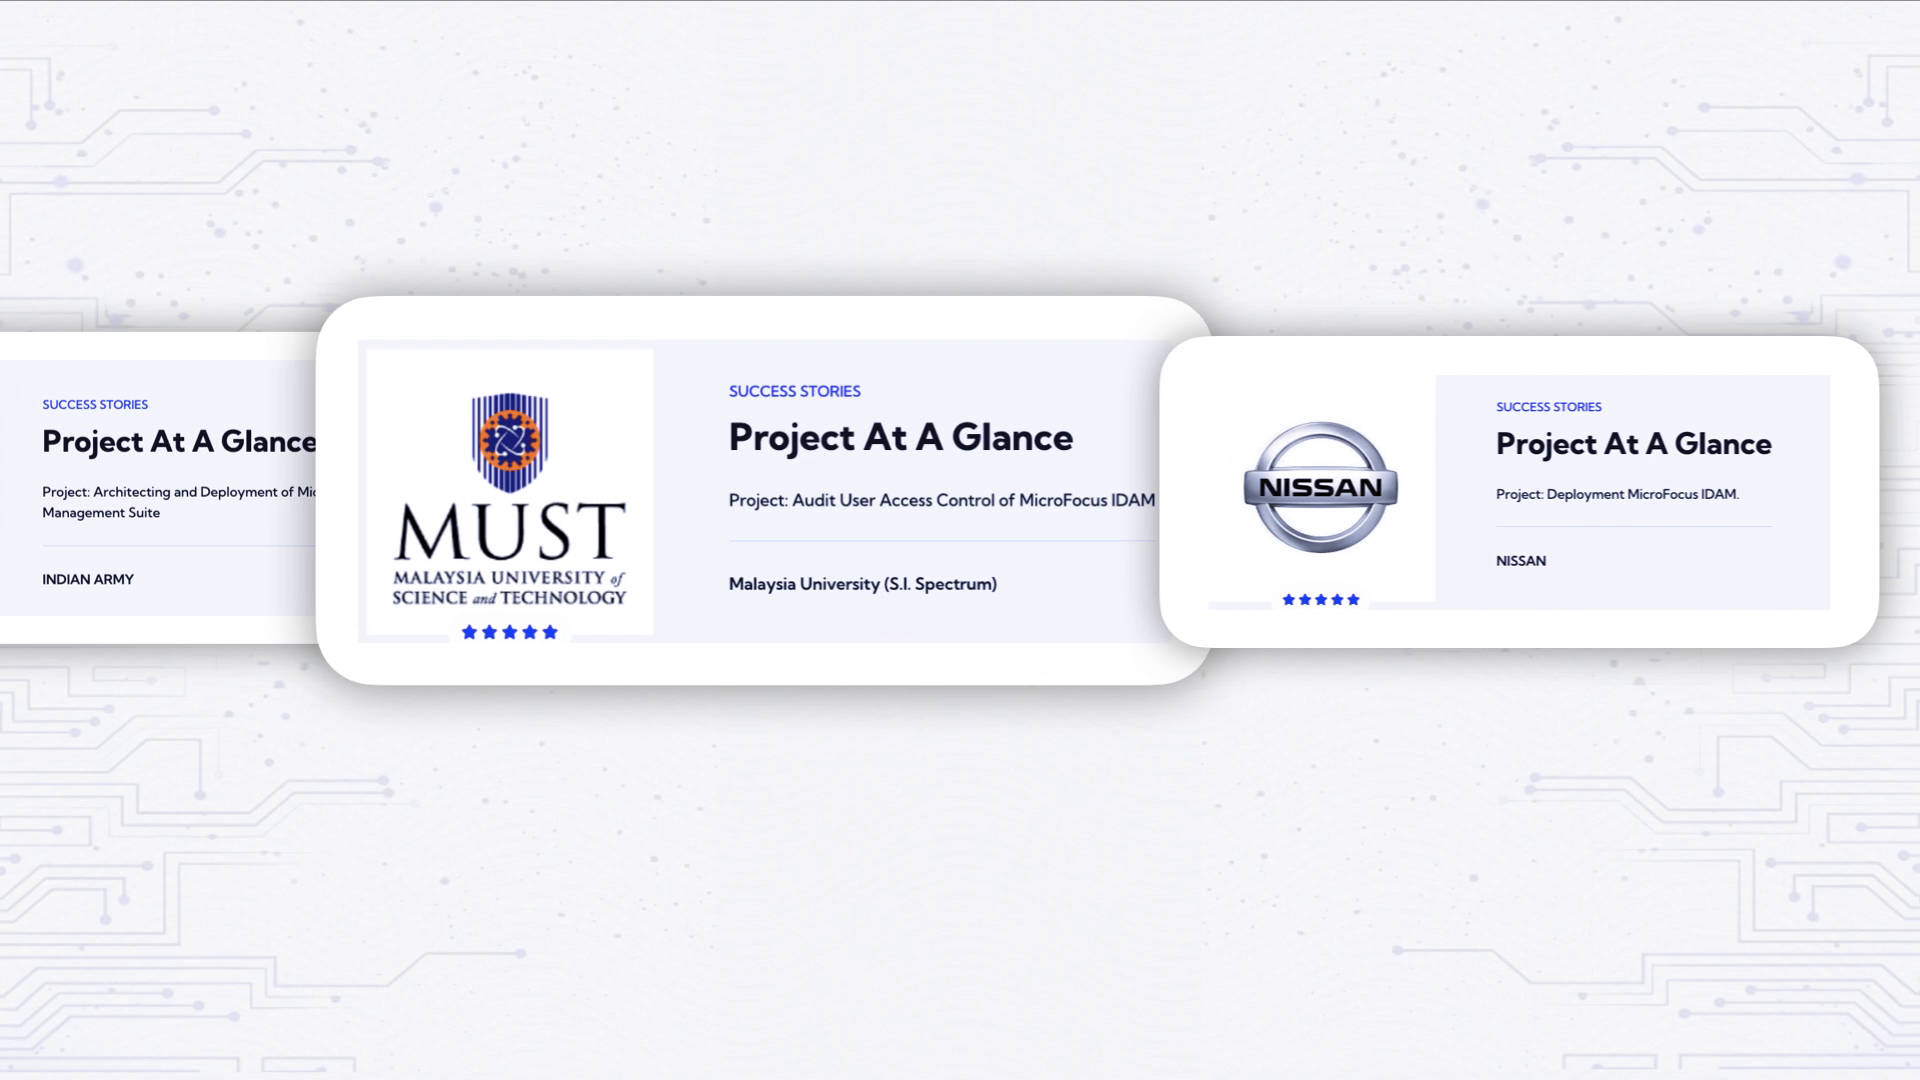 SUCCESS STORIES
Project At A Glance
Project: Architecting and Deployment of
Management Suite
INDIAN ARMY
MUST
MALAYSIA UNIVERSITY of
SCIENCE and TECHNOLOGY
SUCCESS STORIES
Project At A Glance
Project: Audit User Access Control of MicroFocus IDAM
Malaysia University (S.I. Spectrum)
NISSAN
SUCCESS STORIES
Project At A Glance
Project: Deployment MicroFocus IDAM.
NISSAN